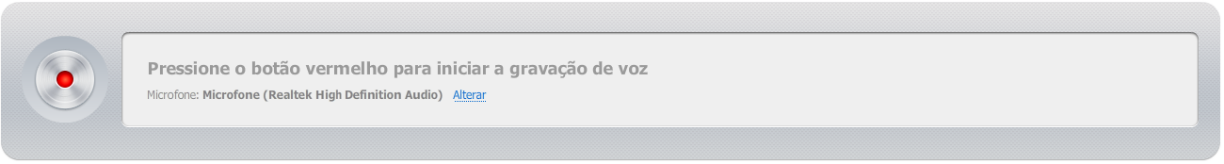 Pressione o botão vermelho para iniciar a gravação de voz
Microfone: Microfone (Realtek High Definition Audio) Alterar